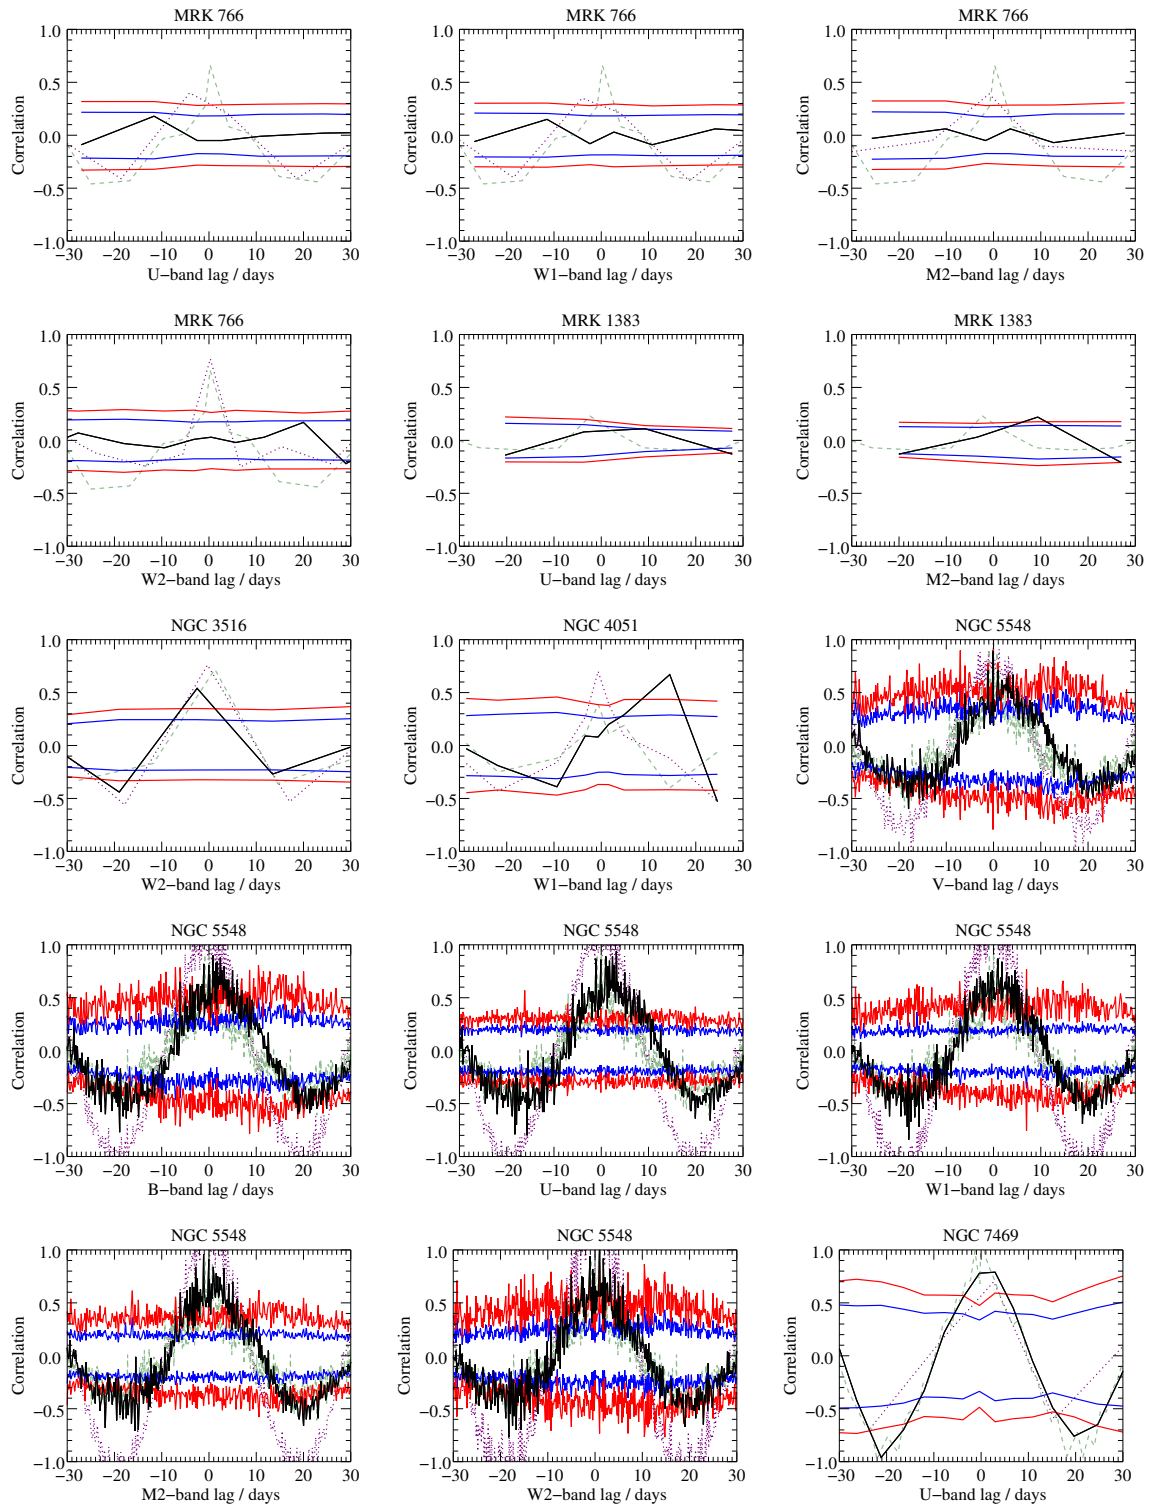 MRK 766 MRK 766 MRK 766
1.0 1.0 1.0
0.5 0.5 0.5
0.0 0.0 0.0
−0.5 −0.5 −0.5
−1.0 −1.0 −1.0
Correlation Correlation Correlation
−30 −20 −10 0 10 20 30 −30 −20 −10 0 10 20 30 −30 −20 −10 0 10 20 30
U−band lag / days W1−band lag / days M2−band lag / days
MRK 766 MRK 1383 MRK 1383
1.0 1.0 1.0
0.5 0.5 0.5
0.0 0.0 0.0
−0.5 −0.5 −0.5
−1.0 −1.0 −1.0
Correlation Correlation Correlation
−30 −20 −10 0 10 20 30 −30 −20 −10 0 10 20 30 −30 −20 −10 0 10 20 30
W2−band lag / days U−band lag / days M2−band lag / days
NGC 3516 NGC 4051 NGC 5548
1.0 1.0 1.0
0.5 0.5 0.5
0.0 0.0 0.0
−0.5 −0.5 −0.5
−1.0 −1.0 −1.0
Correlation Correlation Correlation
−30 −20 −10 0 10 20 30 −30 −20 −10 0 10 20 30 −30 −20 −10 0 10 20 30
W2−band lag / days W1−band lag / days V−band lag / days
NGC 5548 NGC 5548 NGC 5548
1.0 1.0 1.0
0.5 0.5 0.5
0.0 0.0 0.0
−0.5 −0.5 −0.5
−1.0 −1.0 −1.0
Correlation Correlation Correlation
−30 −20 −10 0 10 20 30 −30 −20 −10 0 10 20 30 −30 −20 −10 0 10 20 30
B−band lag / days U−band lag / days W1−band lag / days
NGC 5548 NGC 5548 NGC 7469
1.0 1.0 1.0
0.5 0.5 0.5
0.0 0.0 0.0
−0.5 −0.5 −0.5
−1.0 −1.0 −1.0
Correlation Correlation Correlation
−30 −20 −10 0 10 20 30 −30 −20 −10 0 10 20 30 −30 −20 −10 0 10 20 30
M2−band lag / days W2−band lag / days U−band lag / days